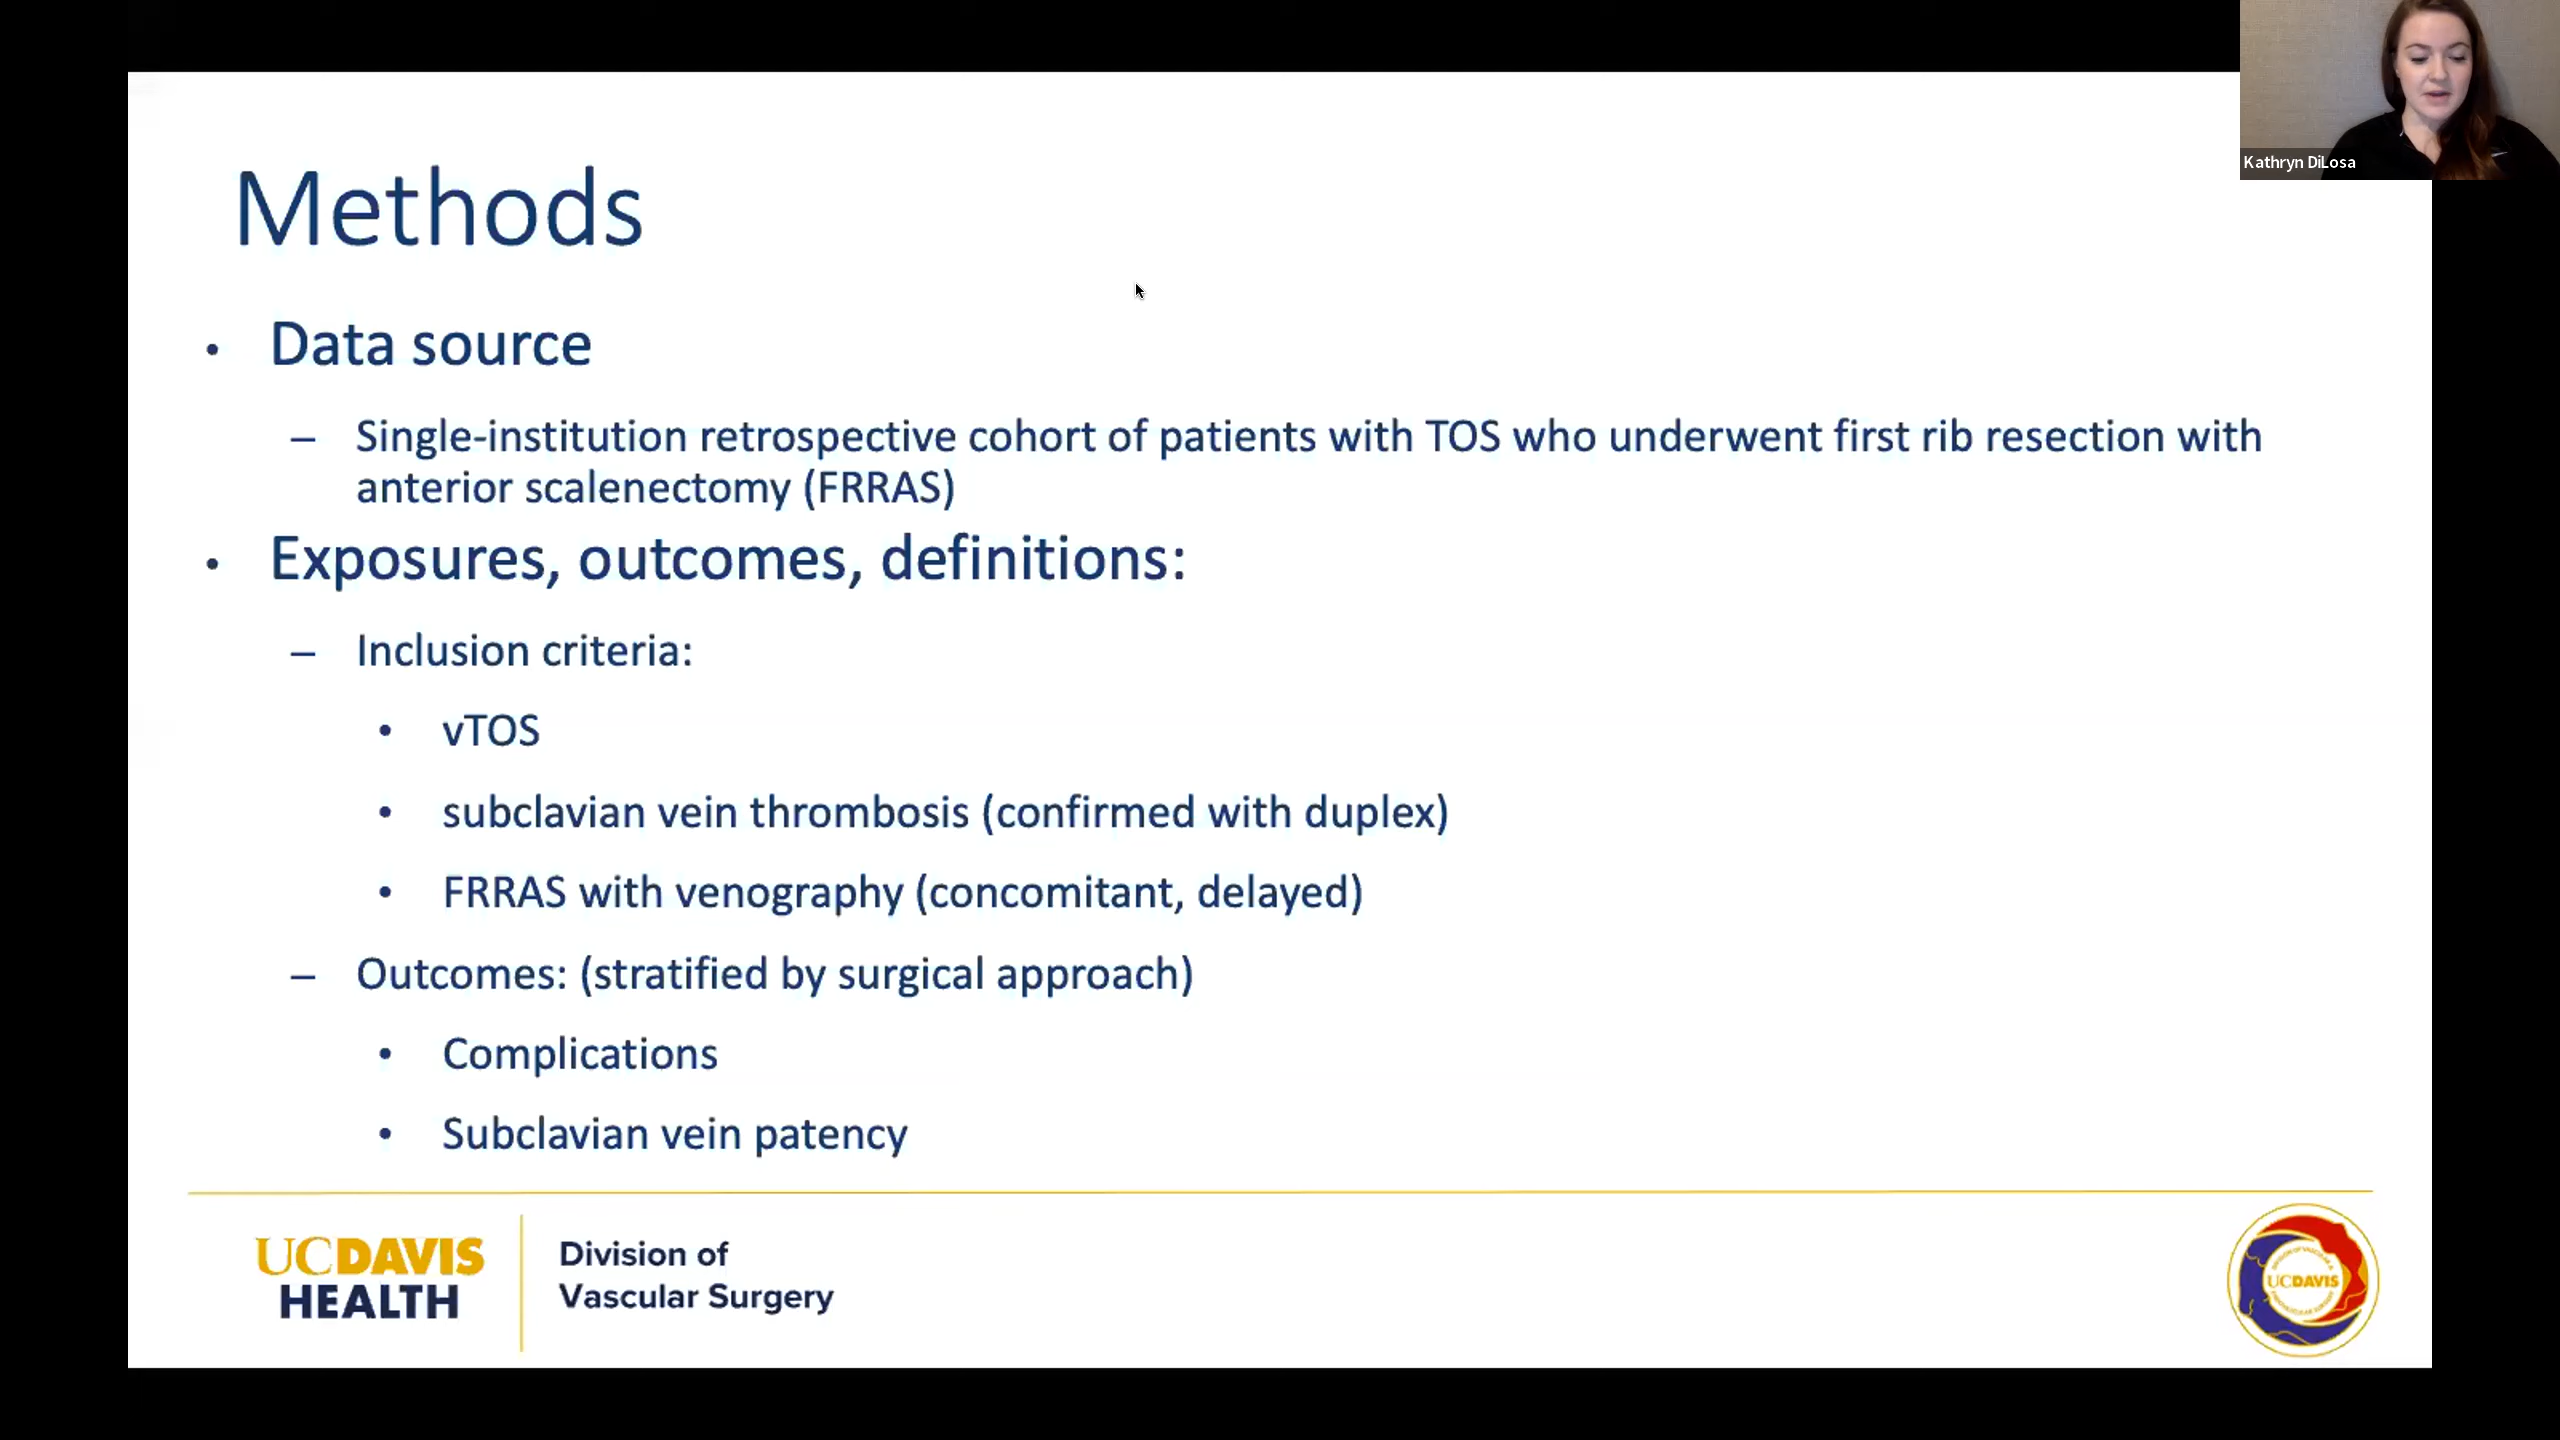 Kathryn DiLosa
Methods
• Data source
– Single-institution retrospective cohort of patients with TOS who underwent first rib resection with
anterior scalenectomy (FRRAS)
• Exposures, outcomes, definitions:
– Inclusion criteria:
• vTOS
• subclavian vein thrombosis (confirmed with duplex)
• FRRAS with venography (concomitant, delayed)
– Outcomes: (stratified by surgical approach)
• Complications
• Subclavian vein patency
UCDAVIS
HEALTH
Division of
Vascular Surgery
UCDAVIS